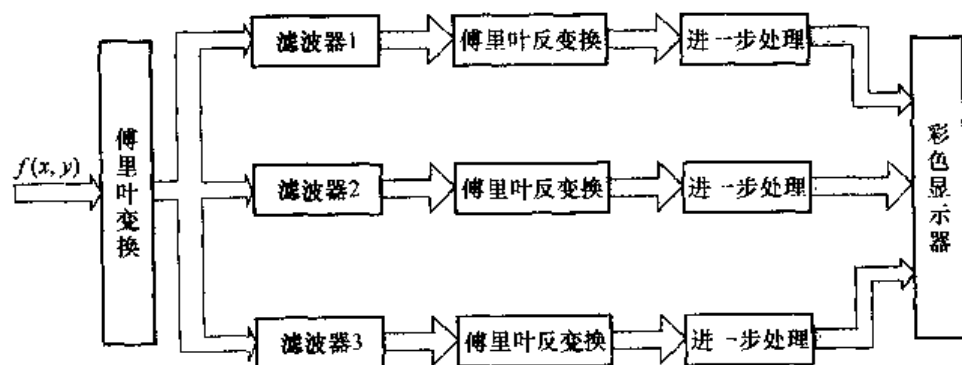 f(x, y)
傅里叶变换
滤波器1
傅里叶反变换
进一步处理
滤波器2
傅里叶反变换
进一步处理
滤波器3
傅里叶反变换
进一步处理
彩色显示器